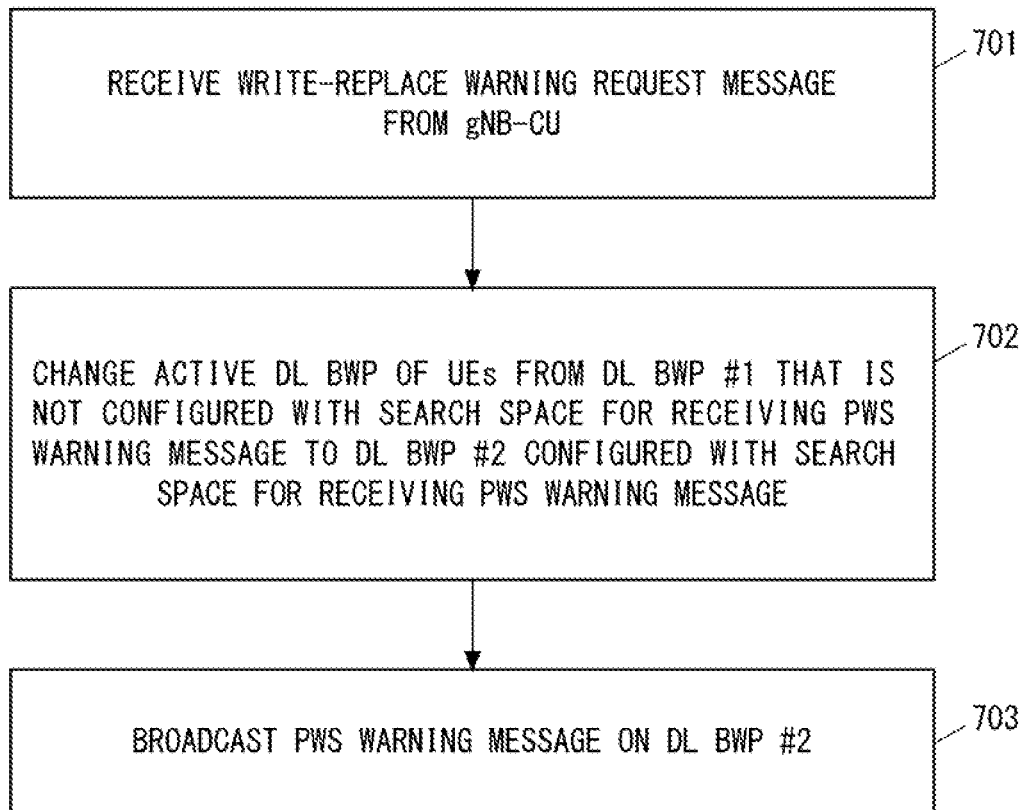 701
RECEIVE WRITE-REPLACE WARNING REQUEST MESSAGE
FROM gNB-CU
702
CHANGE ACTIVE DL BWP OF UEs FROM DL BWP #1 THAT IS
NOT CONFIGURED WITH SEARCH SPACE FOR RECEIVING PWS
WARNING MESSAGE TO DL BWP #2 CONFIGURED WITH SEARCH
SPACE FOR RECEIVING PWS WARNING MESSAGE
703
BROADCAST PWS WARNING MESSAGE ON DL BWP #2